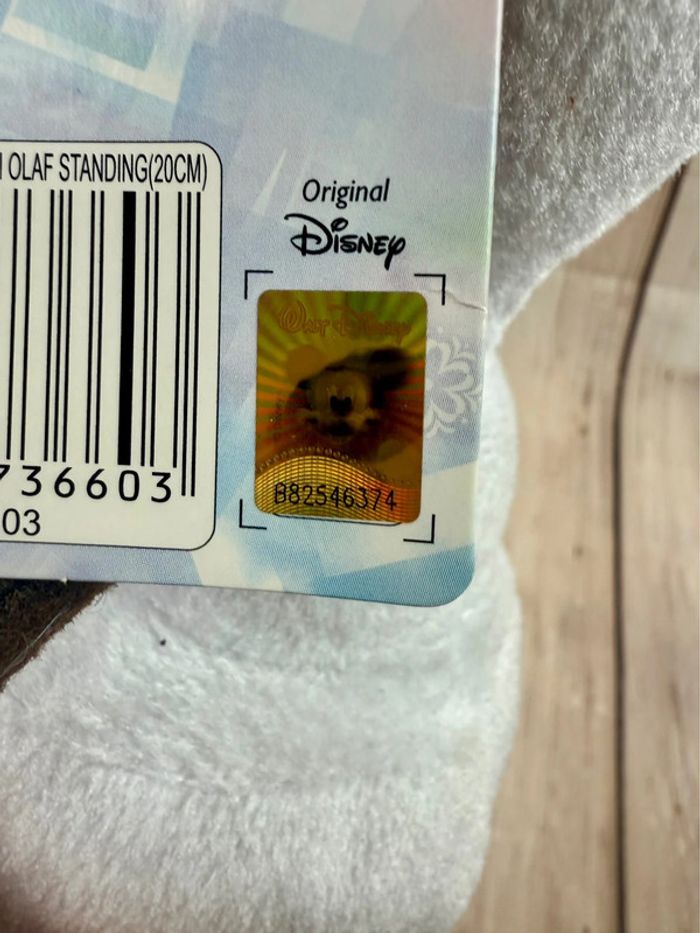 OLAF STANDING(20CM)
Original
Disney
Walt Disney
B82546374
736603
03